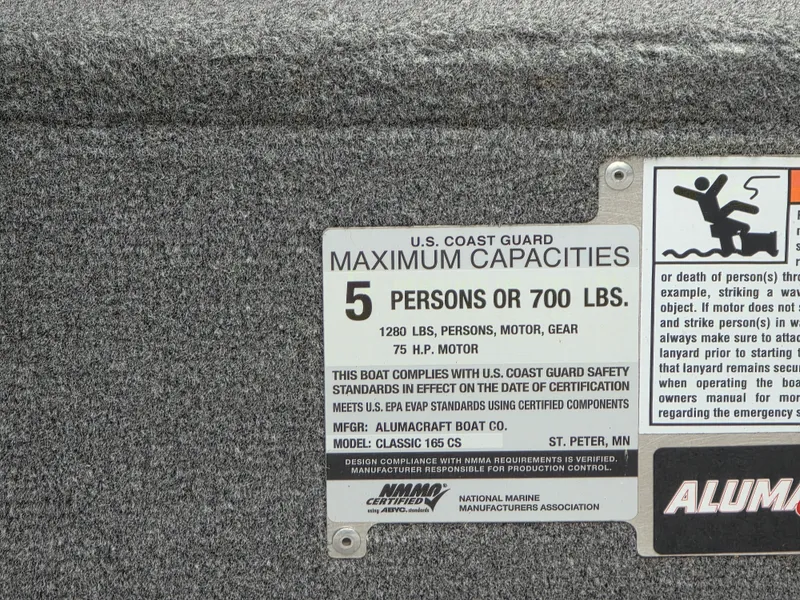 U.S. COAST GUARD
MAXIMUM CAPACITIES
5 PERSONS OR 700 LBS.
1280 LBS, PERSONS, MOTOR, GEAR
75 H.P. MOTOR
THIS BOAT COMPLIES WITH U.S. COAST GUARD SAFETY
STANDARDS IN EFFECT ON THE DATE OF CERTIFICATION
MEETS U.S. EPA EVAP STANDARDS USING CERTIFIED COMPONENTS
MFGR: ALUMACRAFT BOAT CO.
MODEL: CLASSIC 165 CS ST. PETER, MN
DESIGN COMPLIANCE WITH NMMA REQUIREMENTS IS VERIFIED.
MANUFACTURER RESPONSIBLE FOR PRODUCTION CONTROL.
NMMA
CERTIFIED
using ABYC standards
NATIONAL MARINE
MANUFACTURERS ASSOCIATION
or death of person(s)
example, striking a
object. If motor does not
and strike person(s) in
always make sure to
lanyard prior to starting
that lanyard remains
when operating the
owners manual for
regarding the emergency
ALUMA